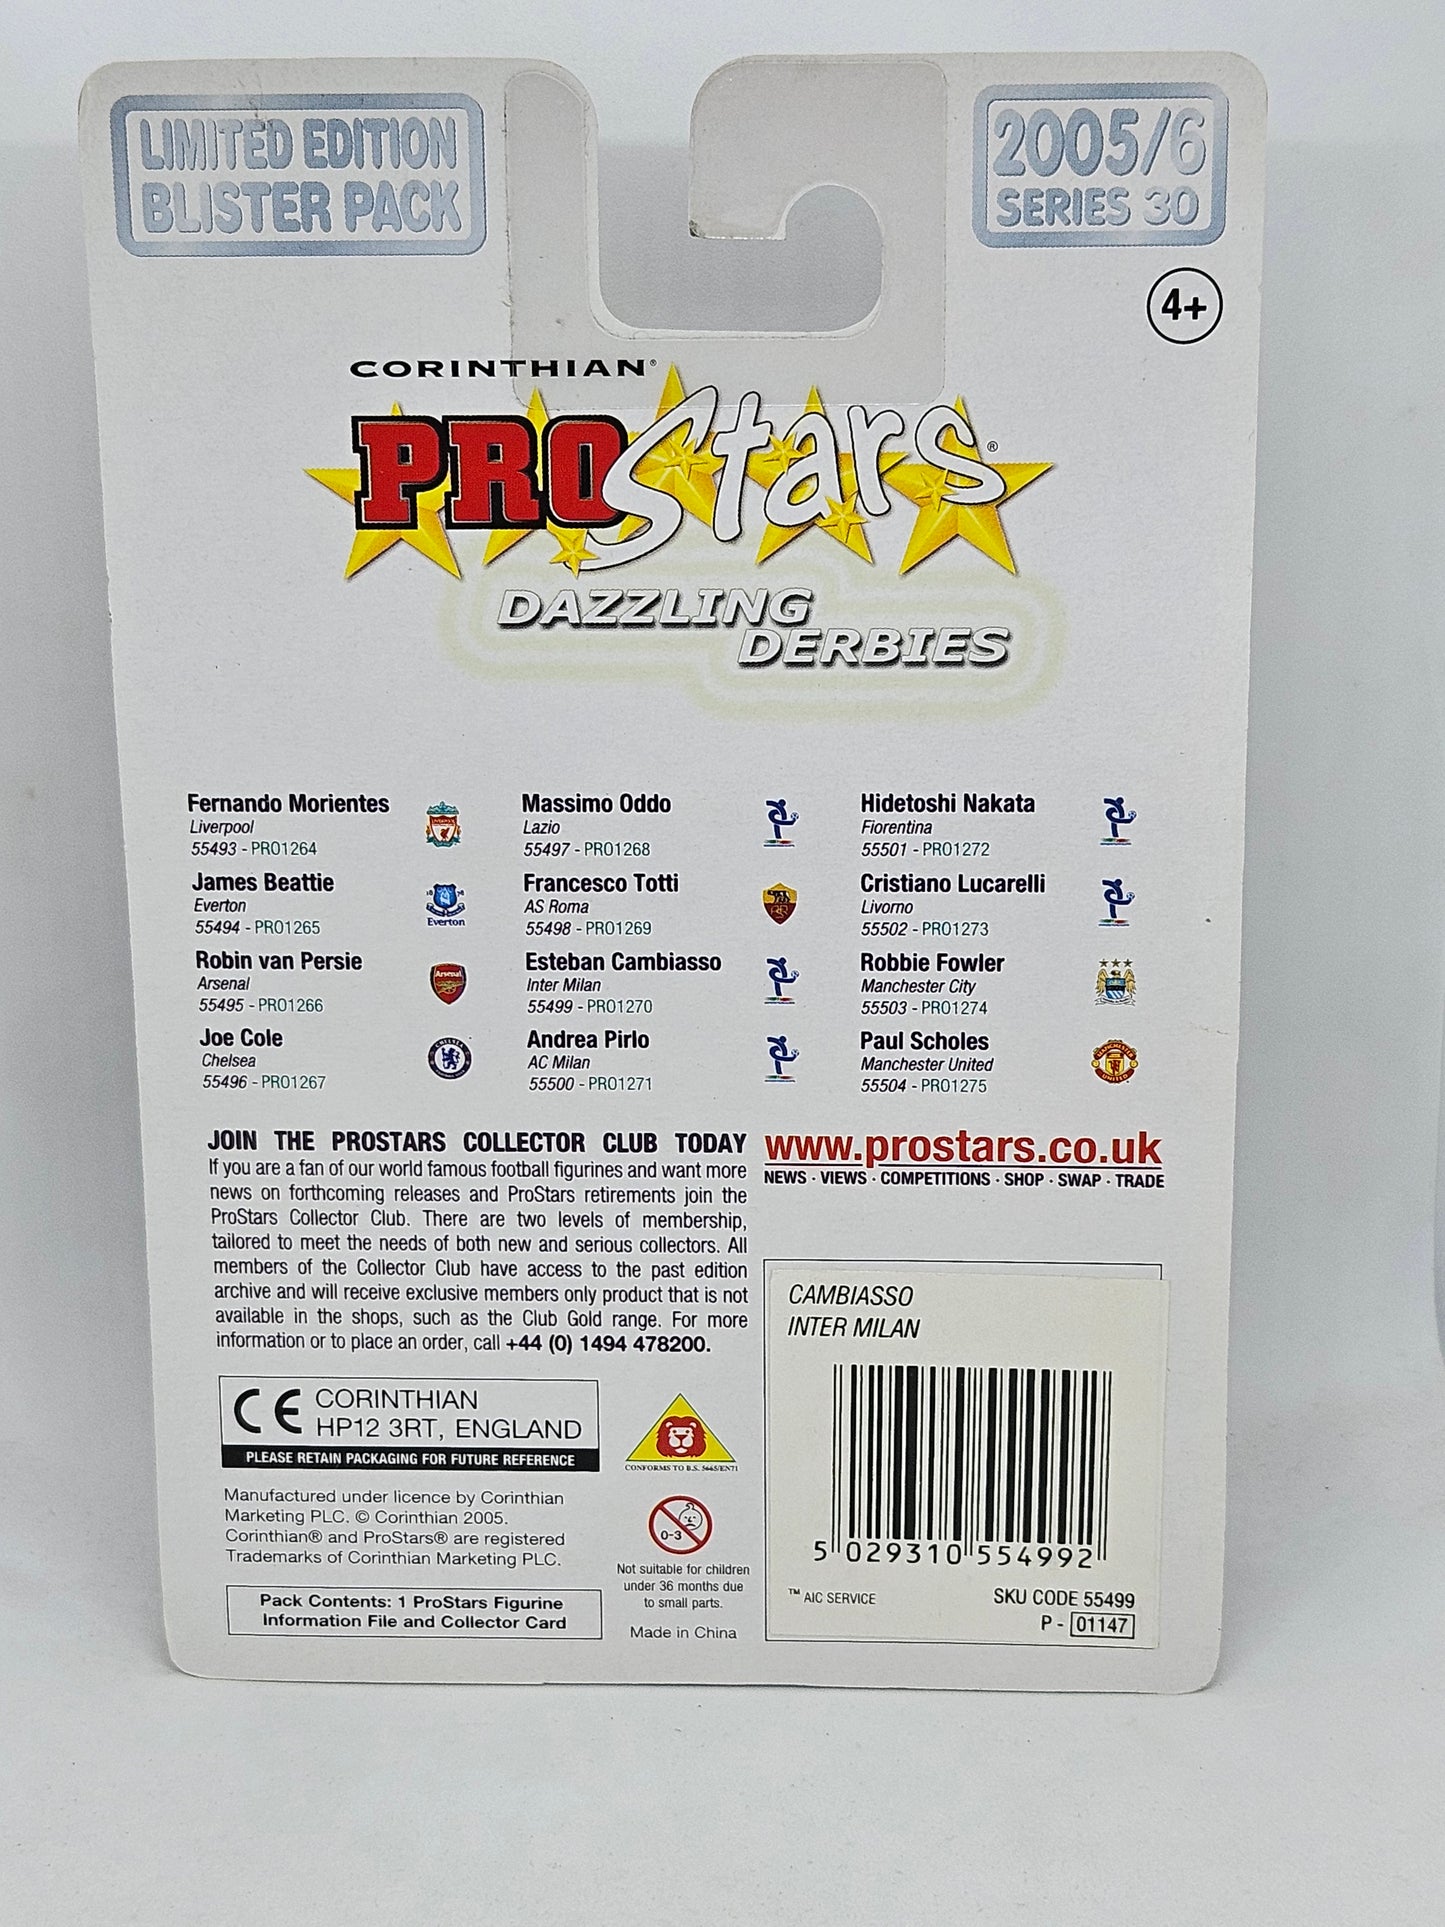 LIMITED EDITION
BLISTER PACK
2005/6
SERIES 30
4+
CORINTHIAN®
PROStars®
DAZZLING
DERBIES
Fernando Morientes
Liverpool
55493 - PRO1264
James Beattie
Everton
55494 - PRO1265
Everton
Robin van Persie
Arsenal
55495 - PRO1266
Arsenal
Joe Cole
Chelsea
55496 - PRO1267
Massimo Oddo
Lazio
55497 - PRO1268
Francesco Totti
AS Roma
55498 - PRO1269
Esteban Cambiasso
Inter Milan
55499 - PRO1270
Andrea Pirlo
AC Milan
55500 - PRO1271
Hidetoshi Nakata
Fiorentina
55501 - PRO1272
Cristiano Lucarelli
Livorno
55502 - PRO1273
Robbie Fowler
Manchester City
55503 - PRO1274
Paul Scholes
Manchester United
55504 - PRO1275
MANCHESTER
UNITED
JOIN THE PROSTARS COLLECTOR CLUB TODAY
If you are a fan of our world famous football figurines and want more
news on forthcoming releases and ProStars retirements join the
ProStars Collector Club. There are two levels of membership,
tailored to meet the needs of both new and serious collectors. All
members of the Collector Club have access to the past edition
archive and will receive exclusive members only product that is not
available in the shops, such as the Club Gold range. For more
information or to place an order, call +44 (0) 1494 478200.
www.prostars.co.uk
NEWS · VIEWS · COMPETITIONS · SHOP · SWAP · TRADE
CE CORINTHIAN
HP12 3RT, ENGLAND
PLEASE RETAIN PACKAGING FOR FUTURE REFERENCE
CONFORMS TO B.S. 5665/EN71
Manufactured under licence by Corinthian
Marketing PLC. © Corinthian 2005.
Corinthian® and ProStars® are registered
Trademarks of Corinthian Marketing PLC.
Pack Contents: 1 ProStars Figurine
Information File and Collector Card
0-3
Not suitable for children
under 36 months due
to small parts.
Made in China
CAMBIASSO
INTER MILAN
5 029310 554992
™ AIC SERVICE
SKU CODE 55499
P - 01147